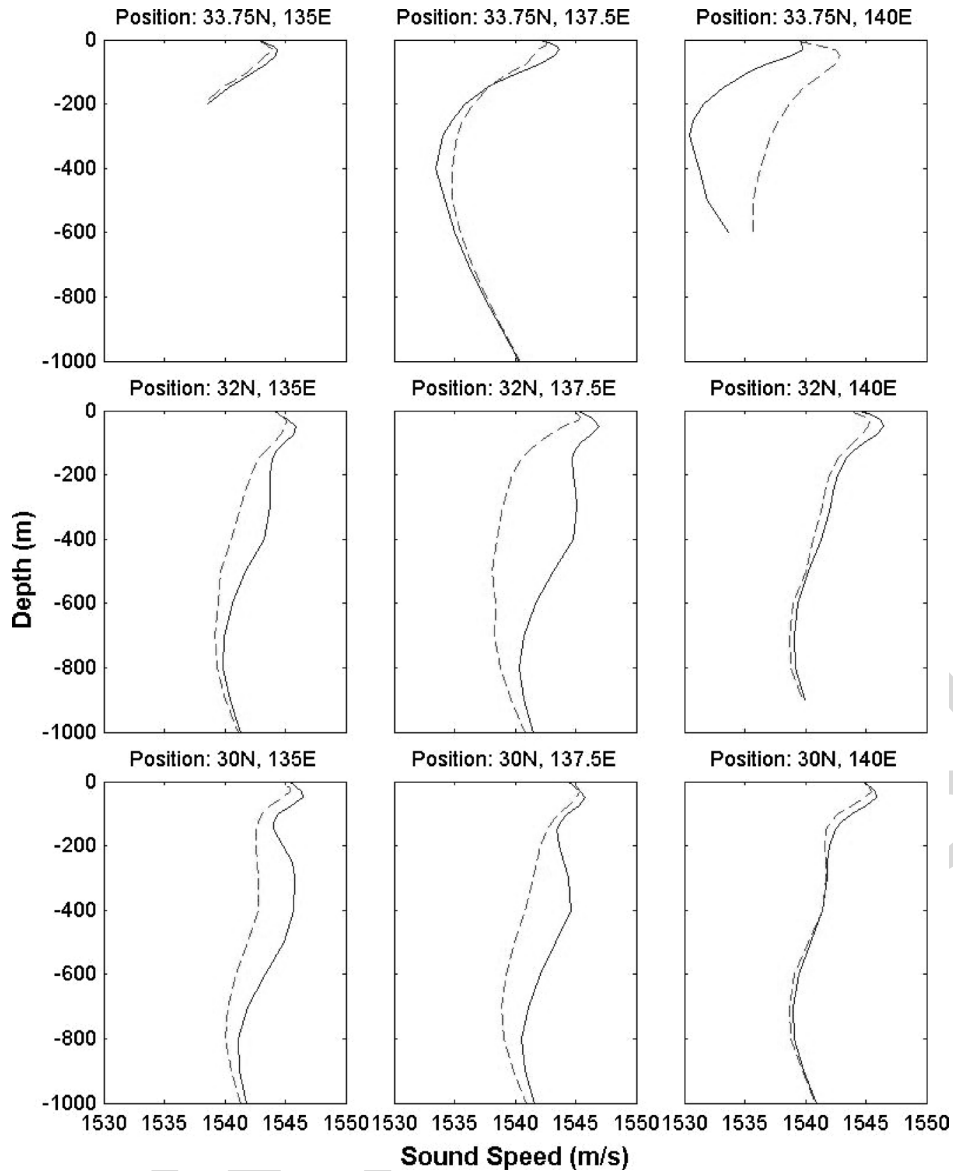 Position: 33.75N, 135E
Position: 33.75N, 137.5E
Position: 33.75N, 140E
0
-200
-400
-600
-800
-1000
Position: 32N, 135E
Position: 32N, 137.5E
Position: 32N, 140E
0
-200
-400
-600
-800
-1000
Depth (m)
Position: 30N, 135E
Position: 30N, 137.5E
Position: 30N, 140E
0
-200
-400
-600
-800
-1000
1530 1535 1540 1545 1550
1530 1535 1540 1545 1550
1530 1535 1540 1545 1550
Sound Speed (m/s)